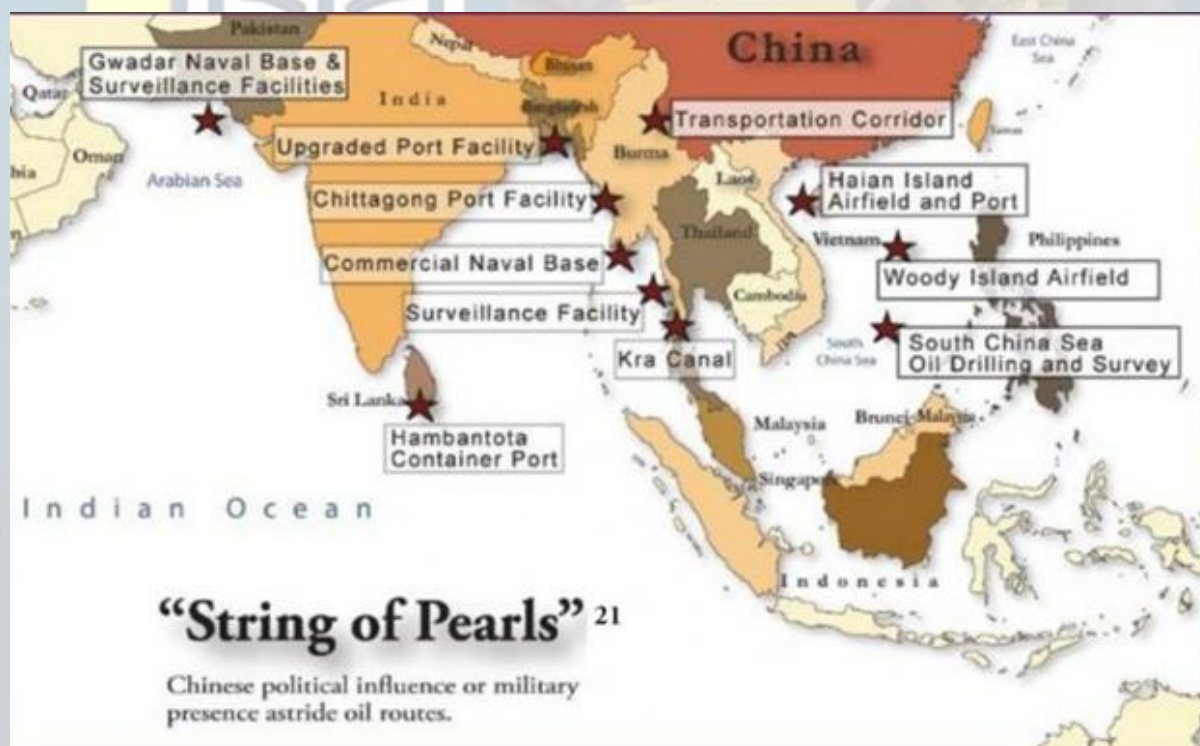 Pakistan
Nepal
China
East China
Sea
Gwadar Naval Base &
Surveillance Facilities
Qatar
India
Bhutan
Bangladesh
Transportation Corridor
Taiwan
Oman
Upgraded Port Facility
Burma
bia
Arabian Sea
Laos
Haian Island
Airfield and Port
Chittagong Port Facility
Thailand
Vietnam
Philippines
Commercial Naval Base
Woody Island Airfield
Surveillance Facility
Cambodia
South
China Sea
South China Sea
Oil Drilling and Survey
Kra Canal
Sri Lanka
Malaysia
Brunei
Malaysia
Hambantota
Container Port
Singapore
Indian Ocean
Indonesia
“String of Pearls” 21
Chinese political influence or military
presence astride oil routes.